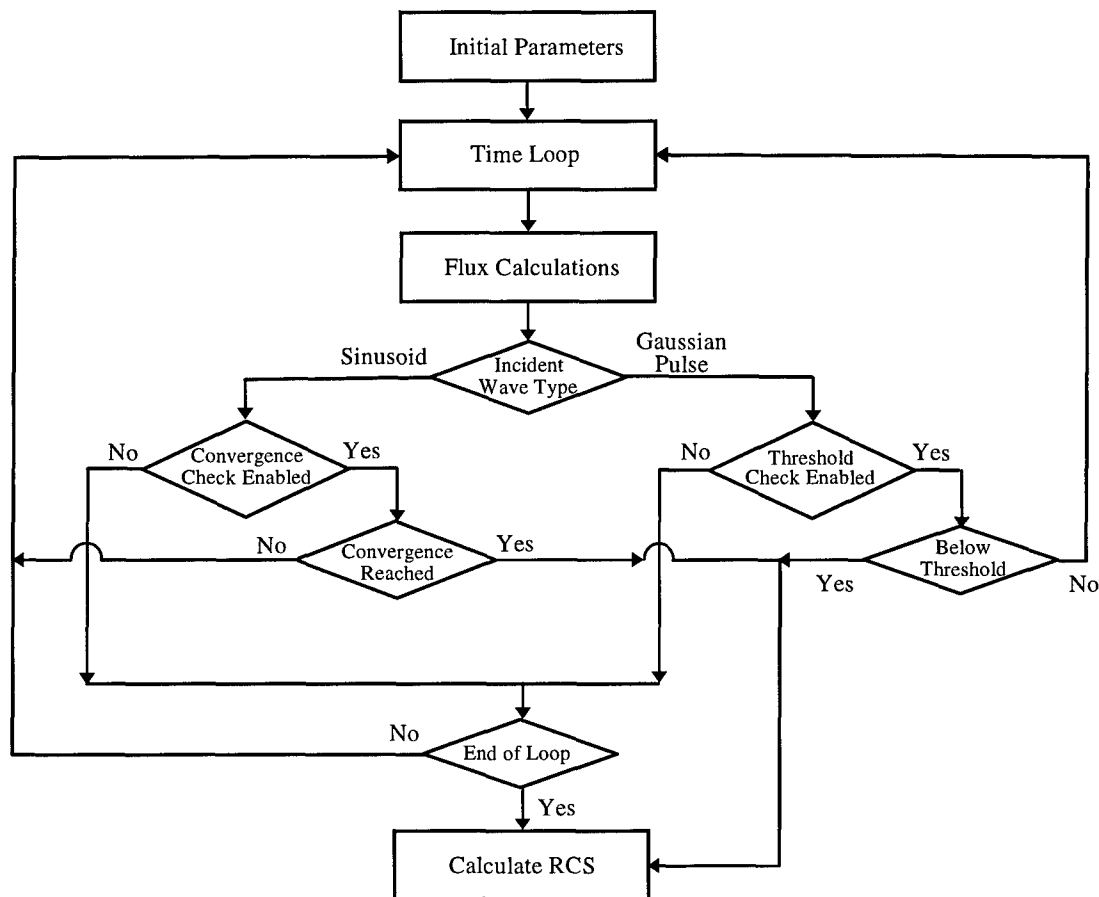 Initial Parameters
Time Loop
Flux Calculations
Sinusoid
Incident
Wave Type
Gaussian
Pulse
No
Convergence
Check Enabled
Yes
No
Threshold
Check Enabled
Yes
No
Convergence
Reached
Yes
Yes
Below
Threshold
No
No
End of Loop
Yes
Calculate RCS